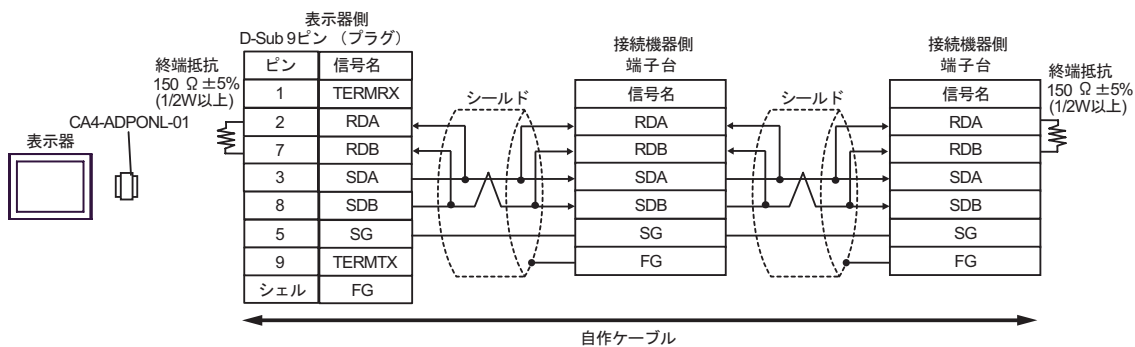 表示器側
D-Sub 9ピン （プラグ）
終端抵抗
150 Ω ±5%
(1/2W以上)
CA4-ADPONL-01
表示器
ピン 信号名
1 TERMRX
2 RDA
7 RDB
3 SDA
8 SDB
5 SG
9 TERMTX
シェル FG
シールド
接続機器側
端子台
信号名
RDA
RDB
SDA
SDB
SG
FG
シールド
接続機器側
端子台
信号名
RDA
RDB
SDA
SDB
SG
FG
終端抵抗
150 Ω ±5%
(1/2W以上)
自作ケーブル